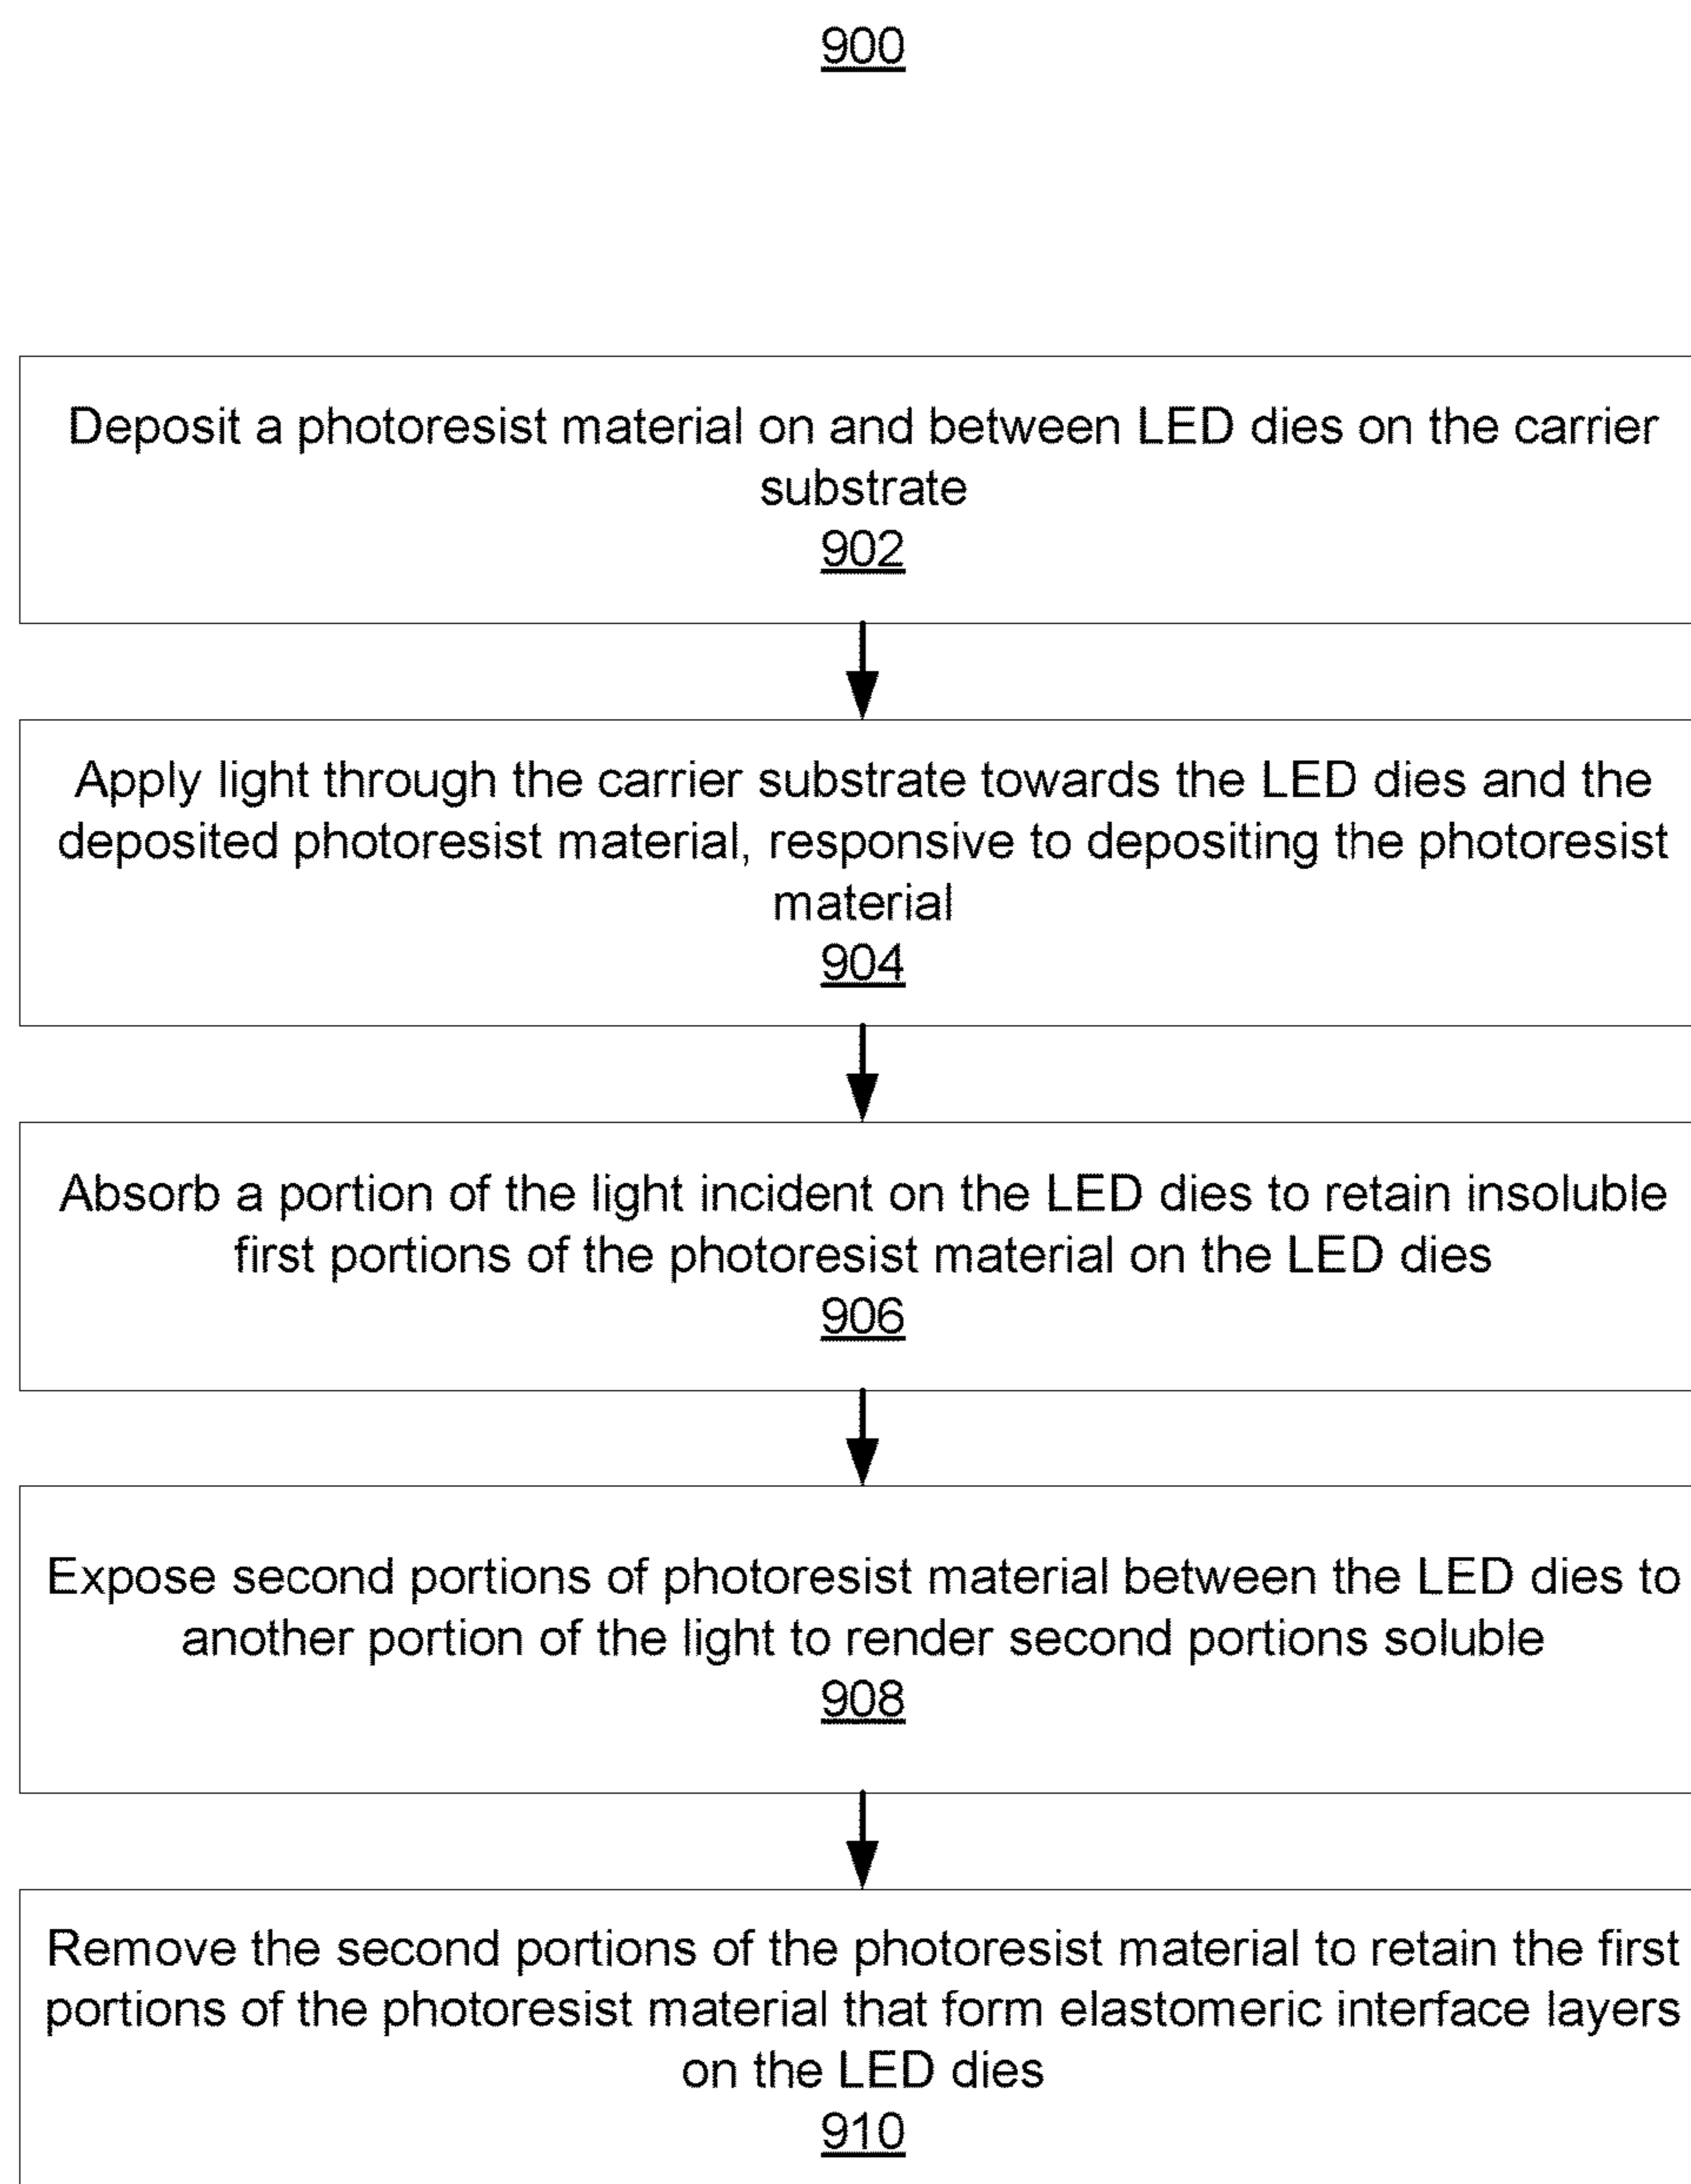 900
Deposit a photoresist material on and between LED dies on the carrier
substrate
902
Apply light through the carrier substrate towards the LED dies and the
deposited photoresist material, responsive to depositing the photoresist
material
904
Absorb a portion of the light incident on the LED dies to retain insoluble
first portions of the photoresist material on the LED dies
906
Expose second portions of photoresist material between the LED dies to
another portion of the light to render second portions soluble
908
Remove the second portions of the photoresist material to retain the first
portions of the photoresist material that form elastomeric interface layers
on the LED dies
910